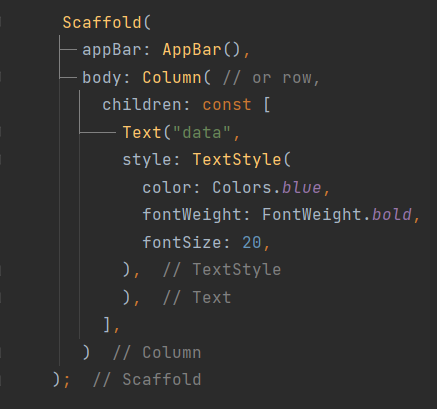 Scaffold(
appBar: AppBar(),
body: Column( // or row,
children: const [
Text("data",
style: TextStyle(
color: Colors.blue,
fontWeight: FontWeight.bold,
fontSize: 20,
),  // TextStyle
),  // Text
],
)  // Column
);  // Scaffold